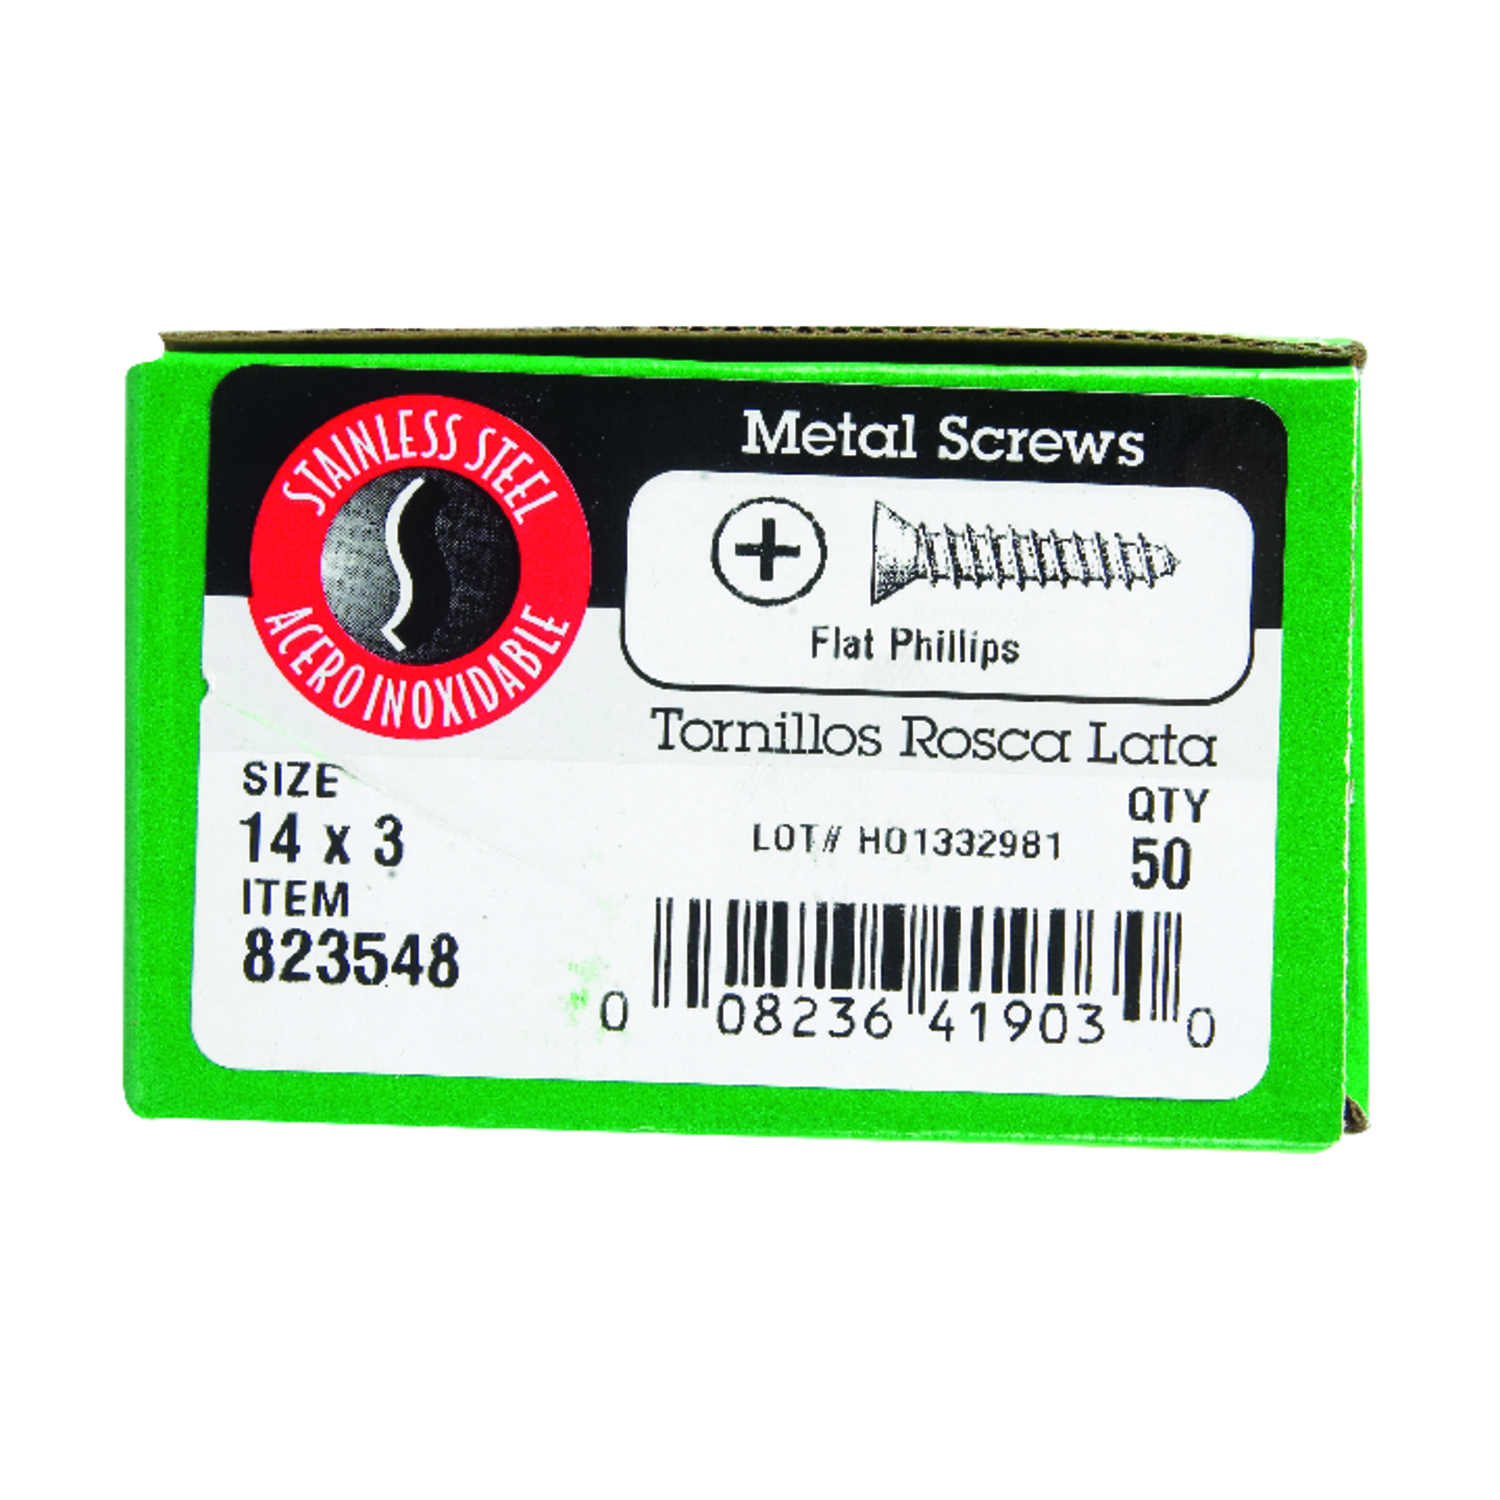 STAINLESS STEEL
ACERO INOXIDABLE
Metal Screws
Flat Phillips
Tornillos Rosca Lata
SIZE
14 x 3
ITEM
823548
LOT# H01332981
QTY
50
0 08236 41903 0